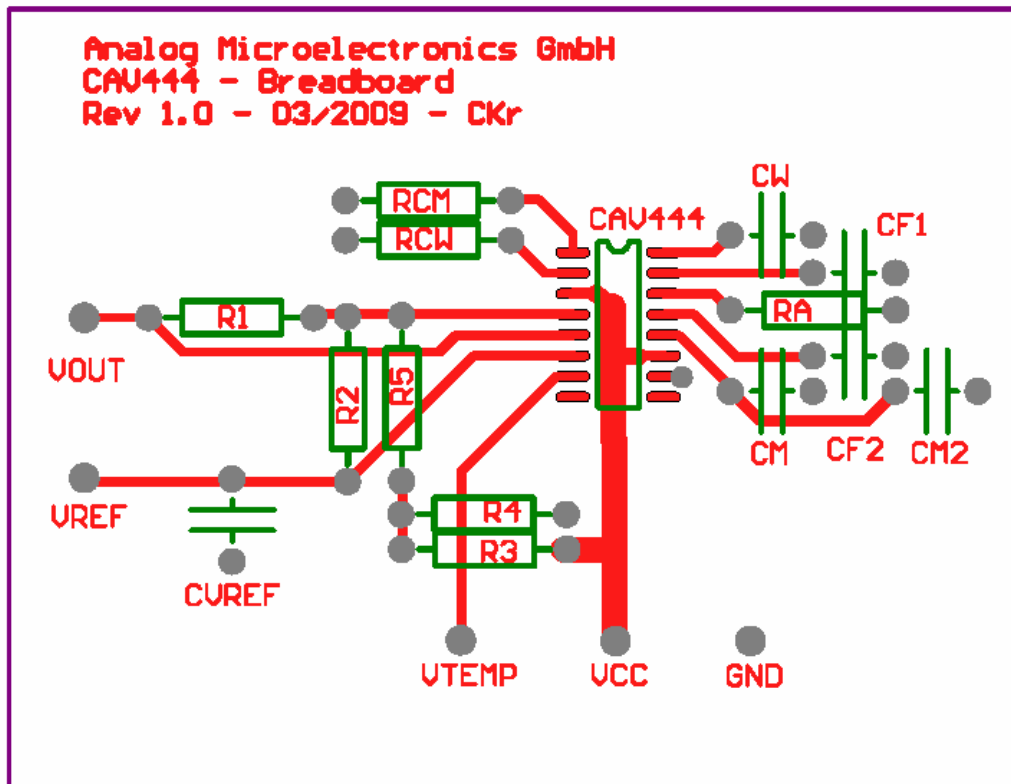 Analog Microelectronics GmbH
CAV444 - Breadboard
Rev 1.0 - 03/2009 - CKr
CW
RCM
CAV444
CF1
RCW
R1
RA
VOUT
R2
R5
CM
CF2
CM2
VREF
R4
R3
CVREF
VTEMP
VCC
GND